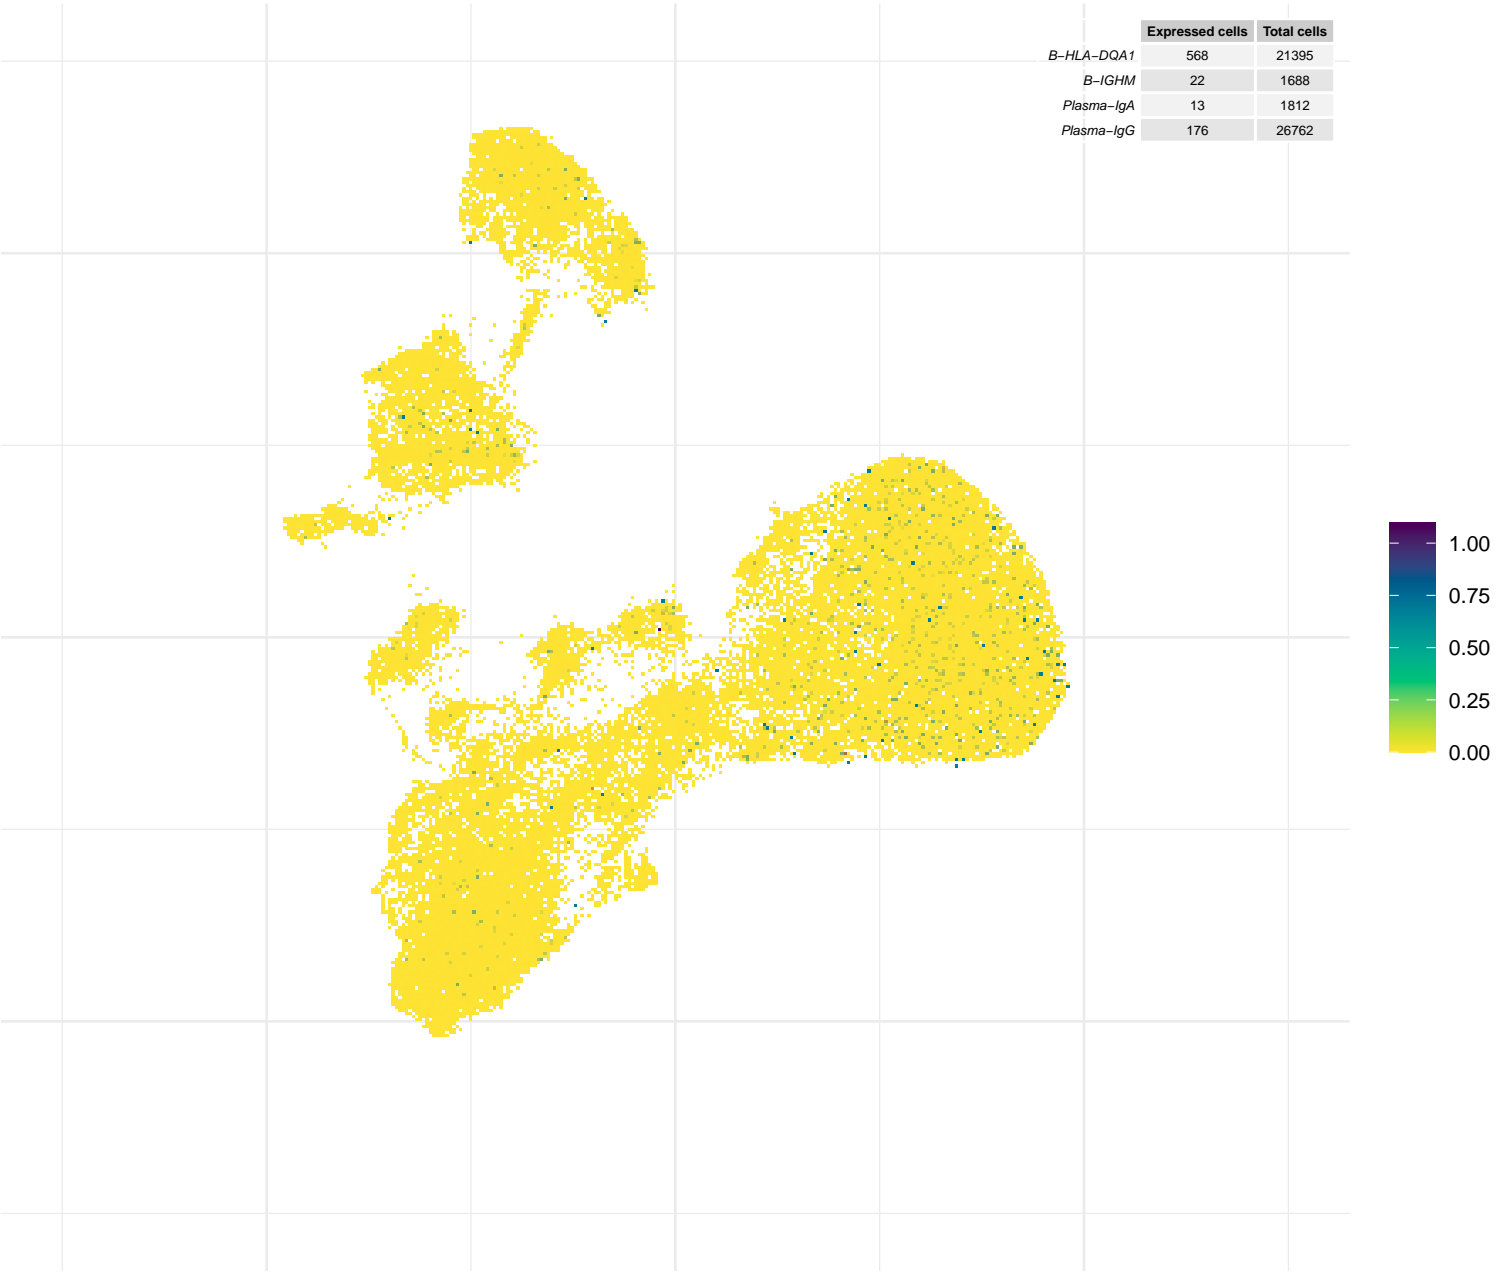 Expressed cells Total cells
B−HLA−DQA1 568 21395
B−IGHM 22 1688
Plasma−IgA 13 1812
Plasma−IgG 176 26762
1.00
0.75
0.50
0.25
0.00